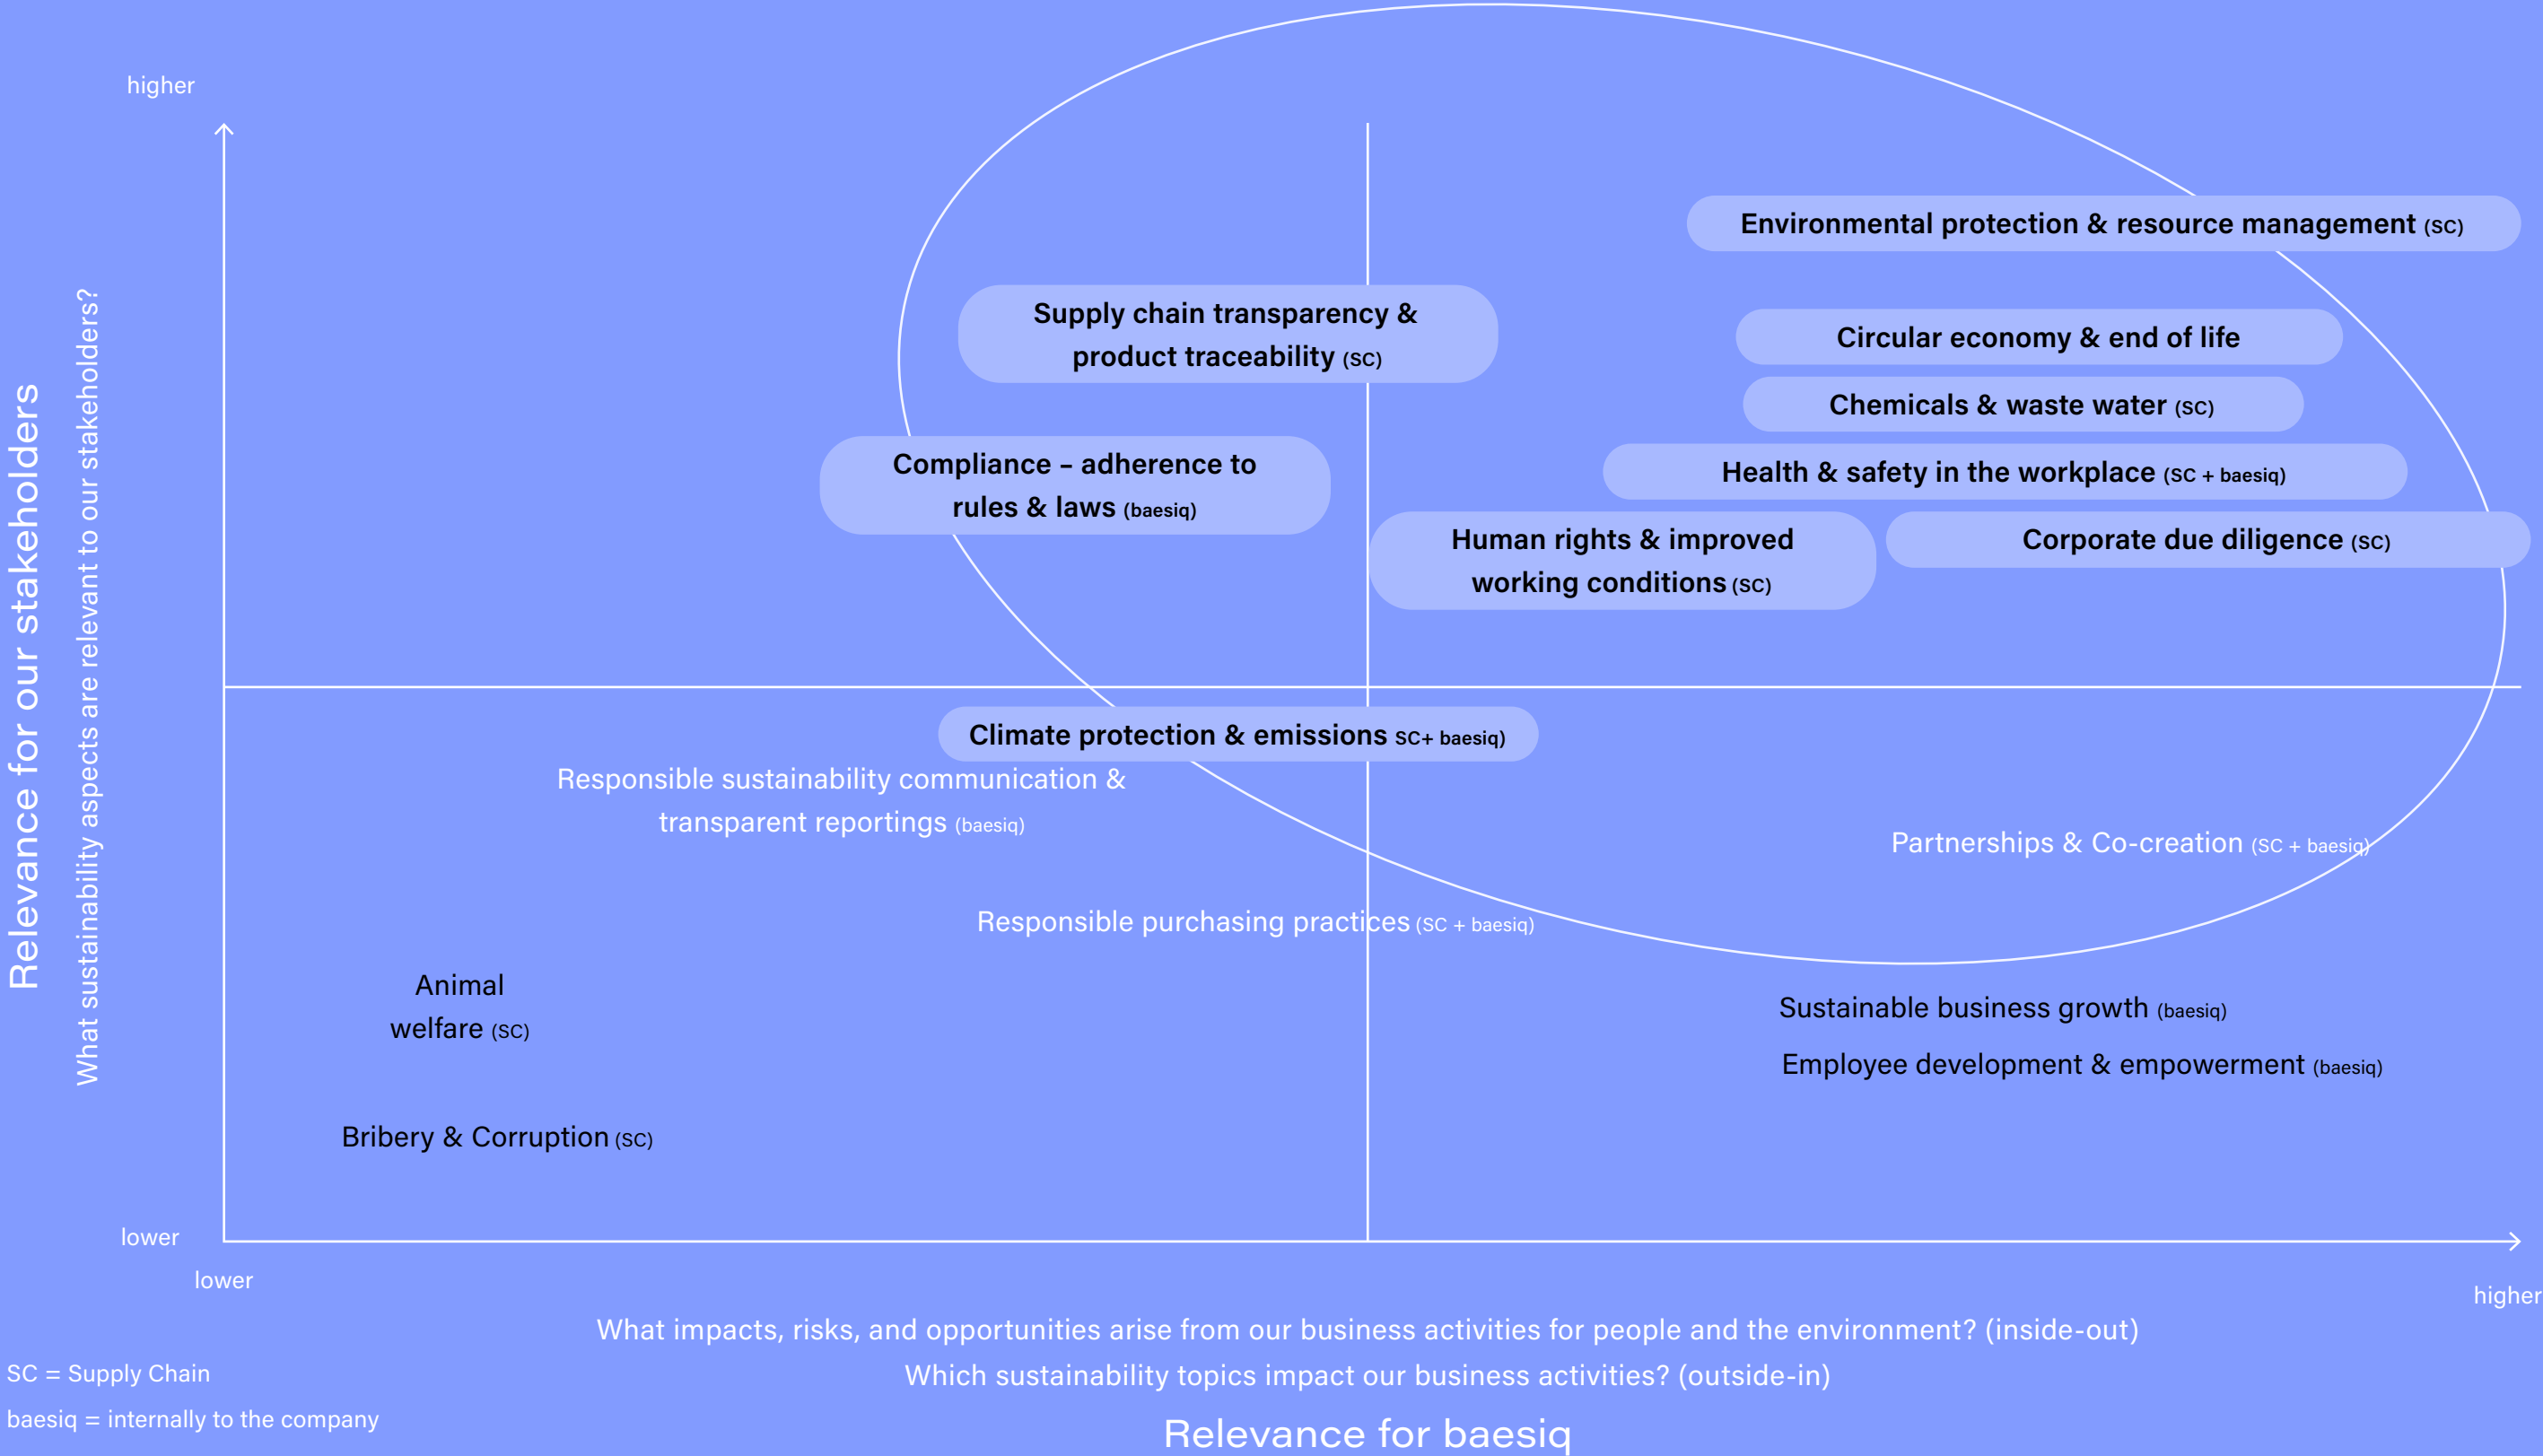 higher
Relevance for our stakeholders
What sustainability aspects are relevant to our stakeholders?
Environmental protection & resource management (SC)
Supply chain transparency &
product traceability (SC)
Circular economy & end of life
Chemicals & waste water (SC)
Compliance – adherence to
rules & laws (baesiq)
Health & safety in the workplace (SC + baesiq)
Human rights & improved
working conditions (SC)
Corporate due diligence (SC)
Climate protection & emissions SC+ baesiq)
Responsible sustainability communication &
transparent reportings (baesiq)
Partnerships & Co-creation (SC + baesiq)
Responsible purchasing practices (SC + baesiq)
Animal
welfare (SC)
Sustainable business growth (baesiq)
Employee development & empowerment (baesiq)
Bribery & Corruption (SC)
lower
lower
higher
What impacts, risks, and opportunities arise from our business activities for people and the environment? (inside-out)
Which sustainability topics impact our business activities? (outside-in)
Relevance for baesiq
SC = Supply Chain
baesiq = internally to the company